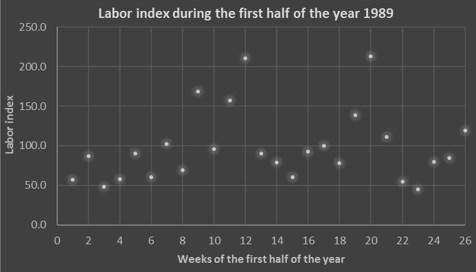 Labor index during the first half of the year 1989
250.0
200.0
150.0
100.0
50.0
0.0
Labor index
0 2 4 6 8 10 12 14 16 18 20 22 24 26
Weeks of the first half of the year